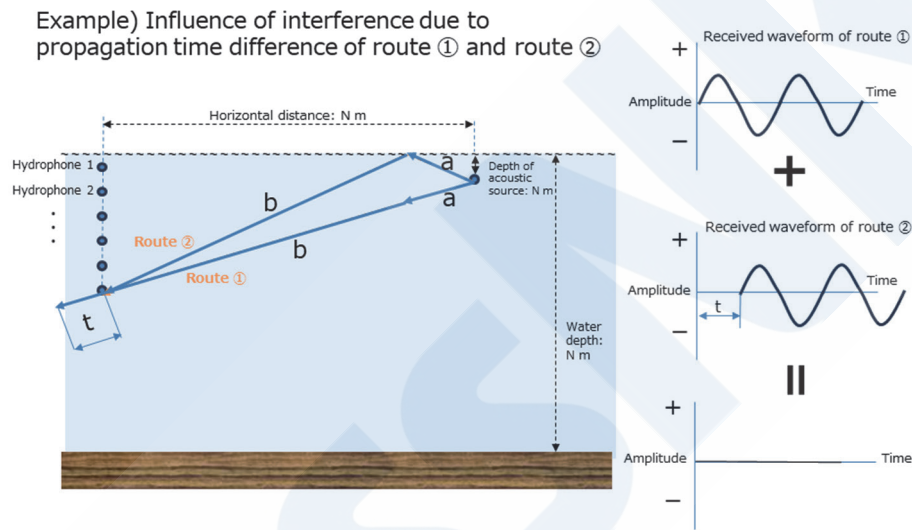 Example) Influence of interference due to
propagation time difference of route ① and route ②
Horizontal distance: N m
Hydrophone 1
Hydrophone 2
a
Depth of
acoustic
source: N m
a
b
b
Route ②
Route ①
t
Water
depth:
N m
Received waveform of route ①
+
Time
Amplitude
−
+
Received waveform of route ②
+
Time
Amplitude
t
−
=
+
Amplitude
Time
−